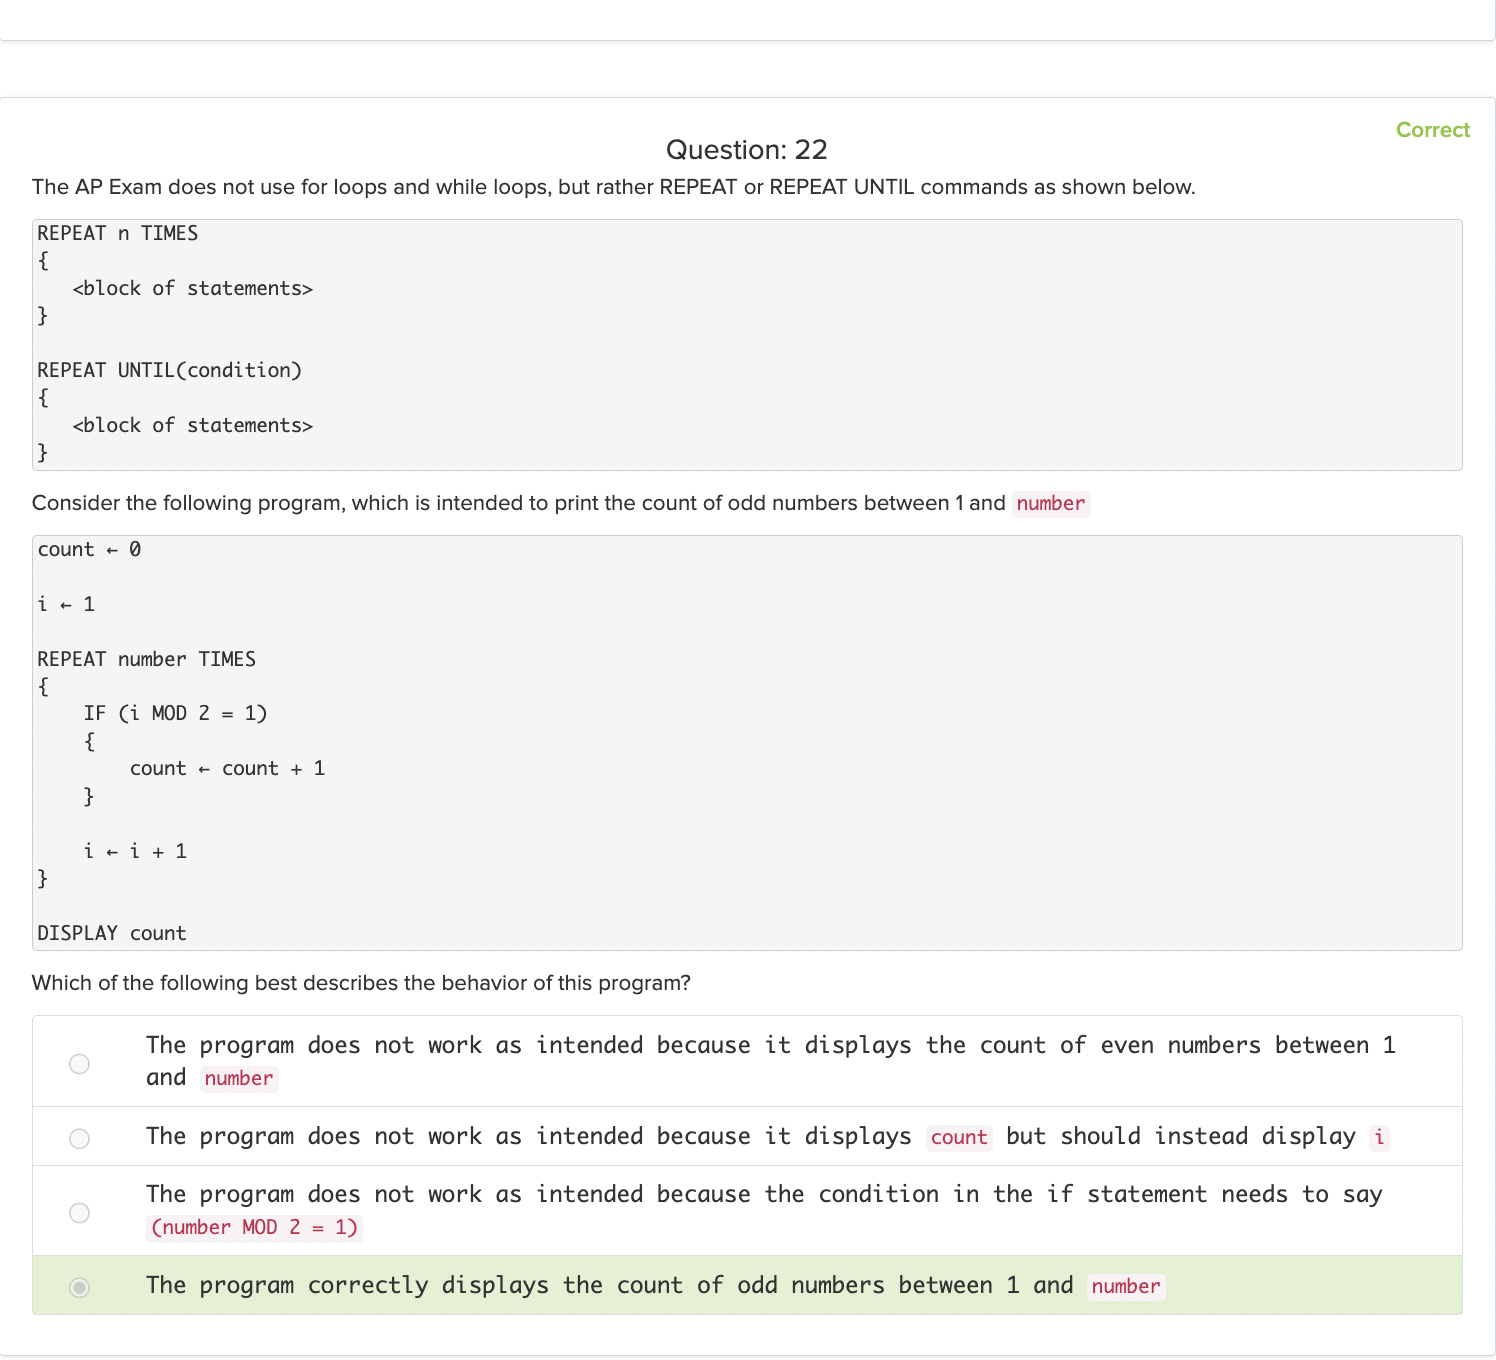 Correct
Question: 22
The AP Exam does not use for loops and while loops, but rather REPEAT or REPEAT UNTIL commands as shown below.
REPEAT n TIMES
{
   <block of statements>
}
REPEAT UNTIL(condition)
{
   <block of statements>
}
Consider the following program, which is intended to print the count of odd numbers between 1 and number
count ← 0
i ← 1
REPEAT number TIMES
{
    IF (i MOD 2 = 1)
    {
        count ← count + 1
    }
    i ← i + 1
}
DISPLAY count
Which of the following best describes the behavior of this program?
The program does not work as intended because it displays the count of even numbers between 1
and number
The program does not work as intended because it displays count but should instead display i
The program does not work as intended because the condition in the if statement needs to say
(number MOD 2 = 1)
The program correctly displays the count of odd numbers between 1 and number